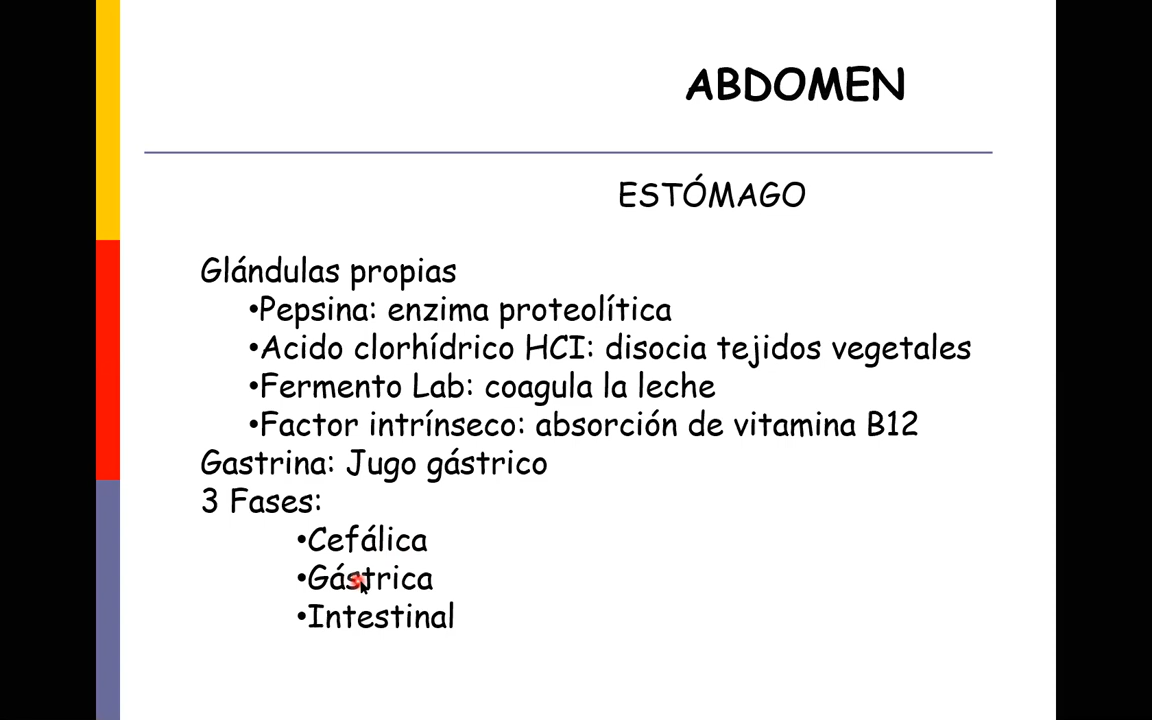 ABDOMEN
ESTÓMAGO
Glándulas propias
•Pepsina: enzima proteolítica
•Acido clorhídrico HCI: disocia tejidos vegetales
•Fermento Lab: coagula la leche
•Factor intrínseco: absorción de vitamina B12
Gastrina: Jugo gástrico
3 Fases:
•Cefálica
•Gástrica
•Intestinal